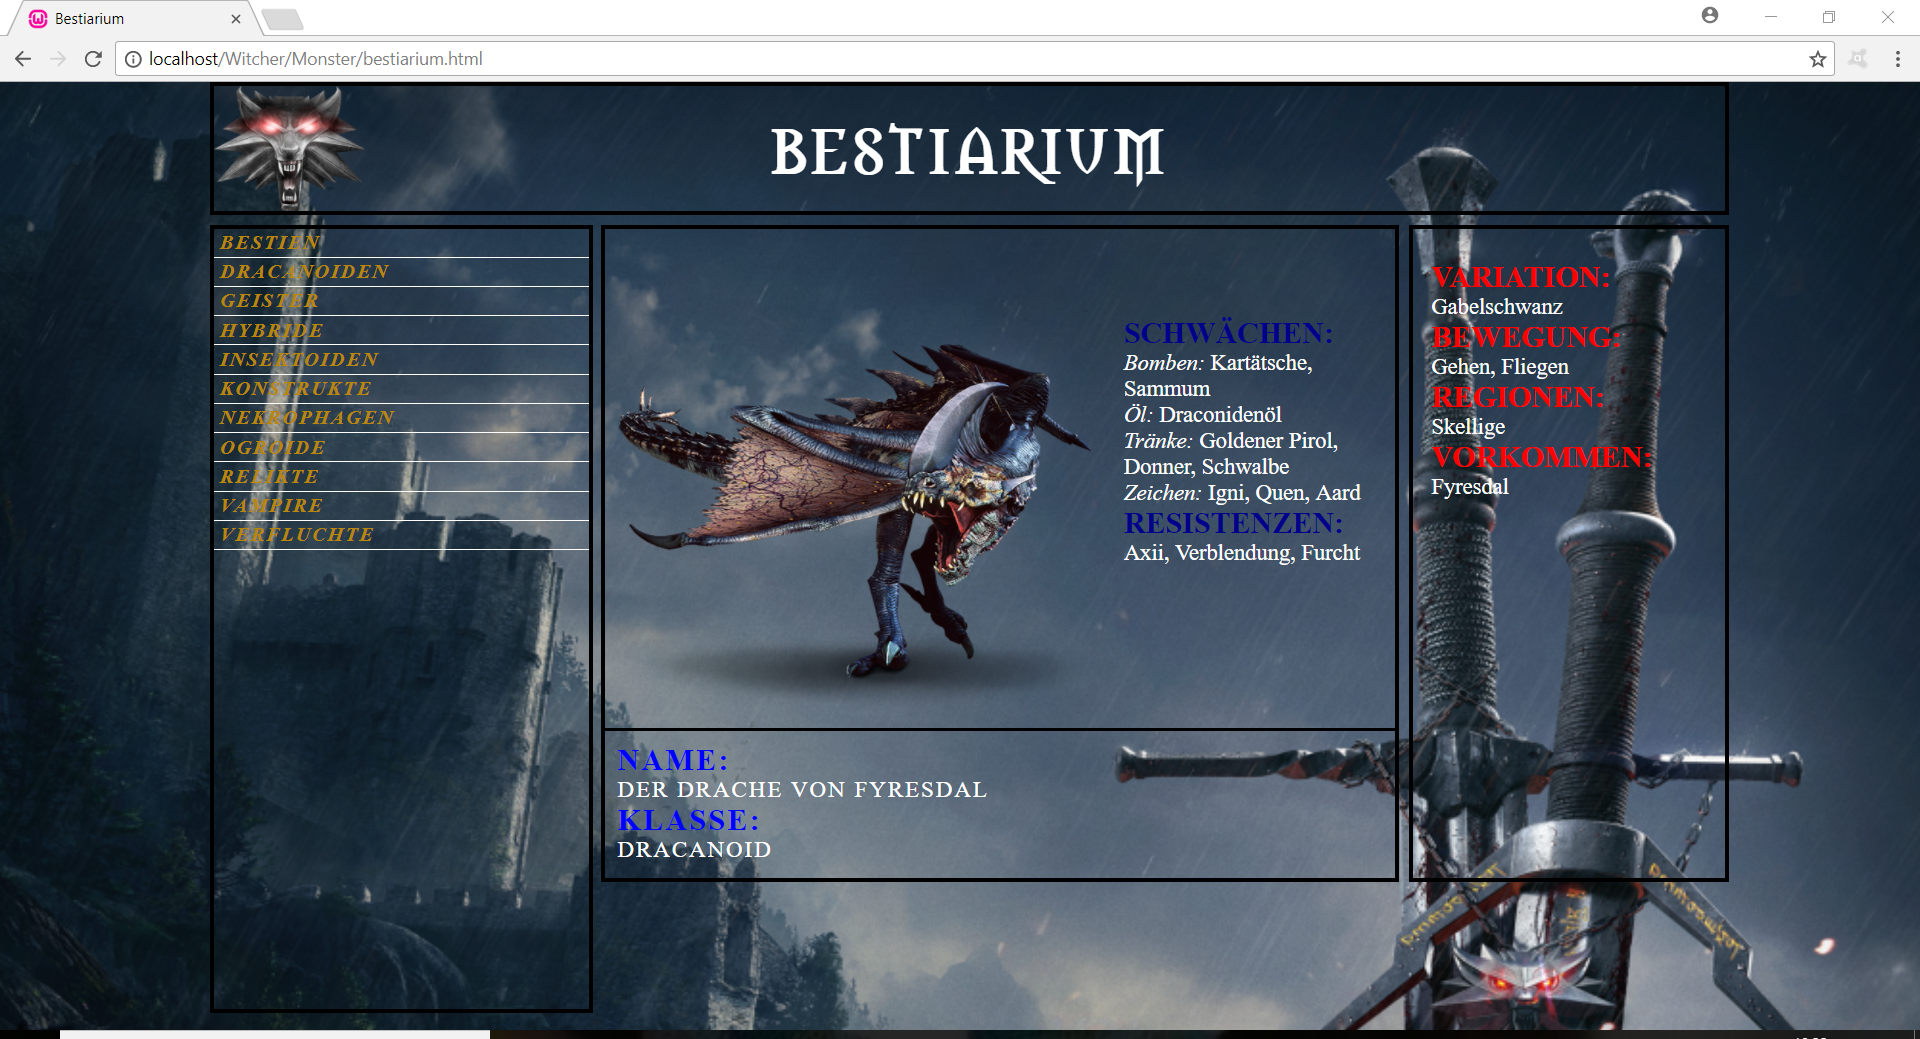 Bestiarium
localhost/Witcher/Monster/bestiarium.html
BESTIARIUM
BESTIEN
DRACANOIDEN
GEISTER
HYBRIDE
INSEKTOIDEN
KONSTRUKTE
NEKROPHAGEN
OGROIDE
RELIKTE
VAMPIRE
VERFLUCHTE
SCHWÄCHEN:
Bomben: Kartätsche,
Sammum
Öl: Draconidenöl
Tränke: Goldener Pirol,
Donner, Schwalbe
Zeichen: Igni, Quen, Aard
RESISTENZEN:
Axii, Verblendung, Furcht
NAME:
DER DRACHE VON FYRESDAL
KLASSE:
DRACANOID
VARIATION:
Gabelschwanz
BEWEGUNG:
Gehen, Fliegen
REGIONEN:
Skellige
VORKOMMEN:
Fyresdal